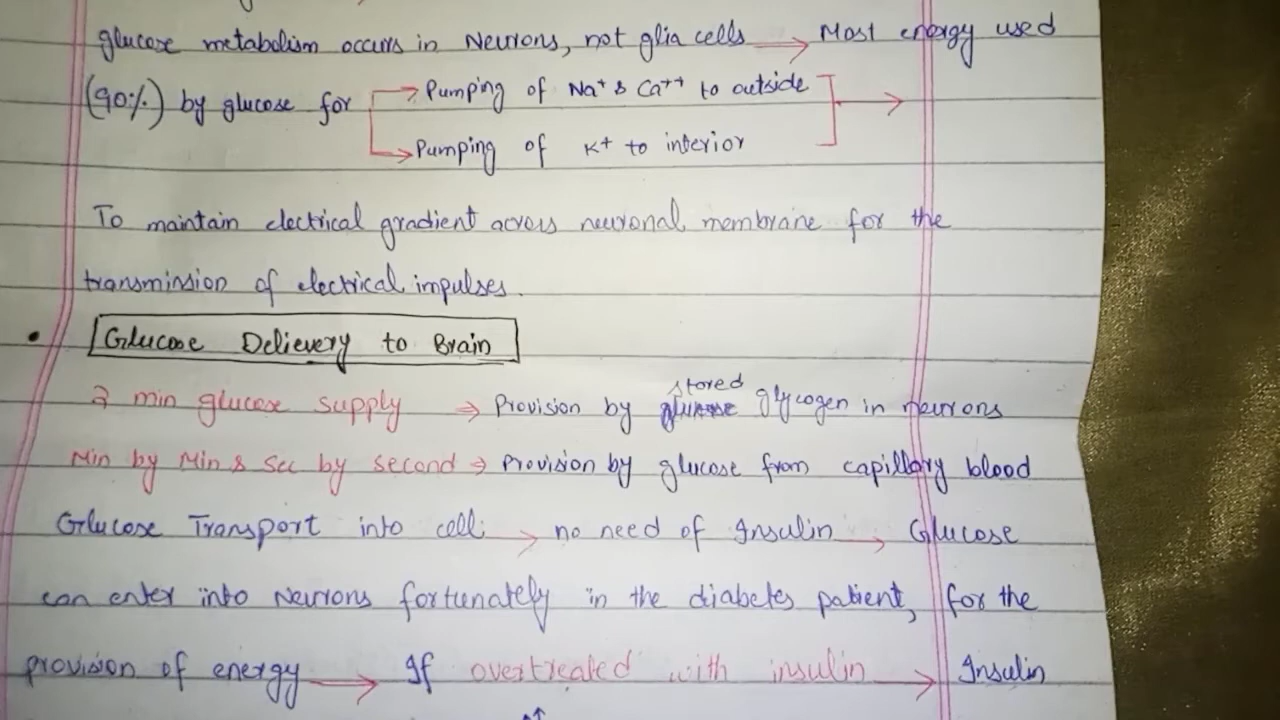 glucose metabolism occurs in Neurons, not glia cells → Most energy used
(90%) by glucose for → Pumping of Na⁺ & Ca⁺⁺ to outside →
→ Pumping of K⁺ to interior
To maintain electrical gradient across neuronal membrane for the
transmission of electrical impulses.
• Glucose Delievery to Brain
2 min glucose supply ⇒ Provision by stored glycogen in neurons
Min by Min & Sec by second ⇒ Provision by glucose from capillary blood
Glucose Transport into cell: → no need of Insulin → Glucose
can enter into Neurons fortunately in the diabetes patient, for the
provision of energy → If overtreated with insulin → Insulin